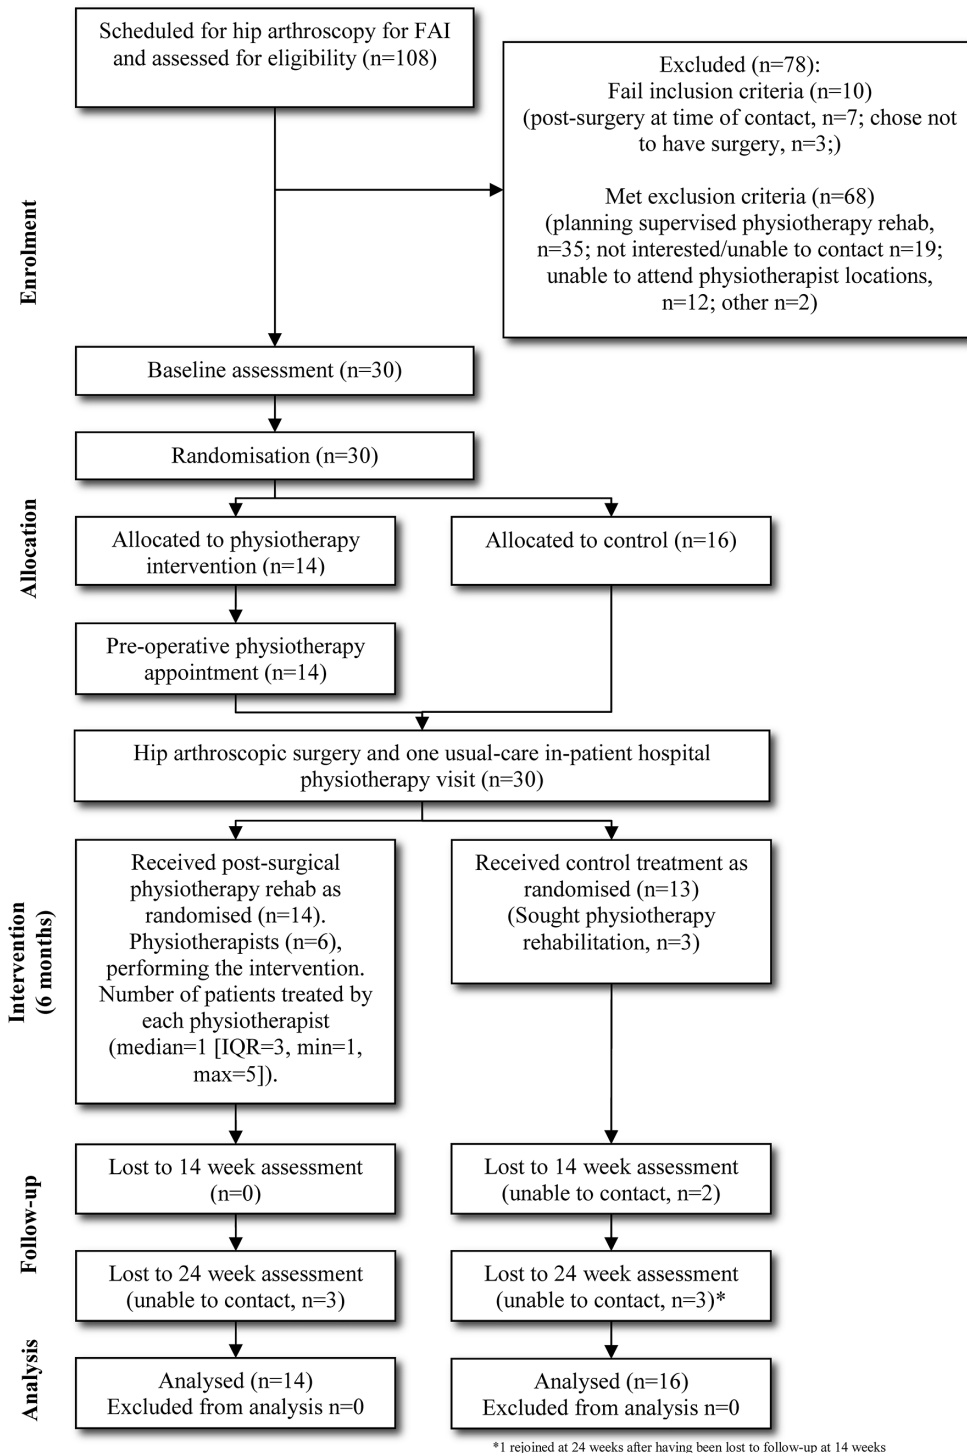 Scheduled for hip arthroscopy for FAI
and assessed for eligibility (n=108)
Excluded (n=78):
Fail inclusion criteria (n=10)
(post-surgery at time of contact, n=7; chose not
to have surgery, n=3;)
Met exclusion criteria (n=68)
(planning supervised physiotherapy rehab,
n=35; not interested/unable to contact n=19;
unable to attend physiotherapist locations,
n=12; other n=2)
Enrolment
Baseline assessment (n=30)
Randomisation (n=30)
Allocation
Allocated to physiotherapy
intervention (n=14)
Allocated to control (n=16)
Pre-operative physiotherapy
appointment (n=14)
Hip arthroscopic surgery and one usual-care in-patient hospital
physiotherapy visit (n=30)
Intervention
(6 months)
Received post-surgical
physiotherapy rehab as
randomised (n=14).
Physiotherapists (n=6),
performing the intervention.
Number of patients treated by
each physiotherapist
(median=1 [IQR=3, min=1,
max=5]).
Received control treatment as
randomised (n=13)
(Sought physiotherapy
rehabilitation, n=3)
Follow-up
Lost to 14 week assessment
(n=0)
Lost to 14 week assessment
(unable to contact, n=2)
Lost to 24 week assessment
(unable to contact, n=3)
Lost to 24 week assessment
(unable to contact, n=3)*
Analysis
Analysed (n=14)
Excluded from analysis n=0
Analysed (n=16)
Excluded from analysis n=0
*1 rejoined at 24 weeks after having been lost to follow-up at 14 weeks